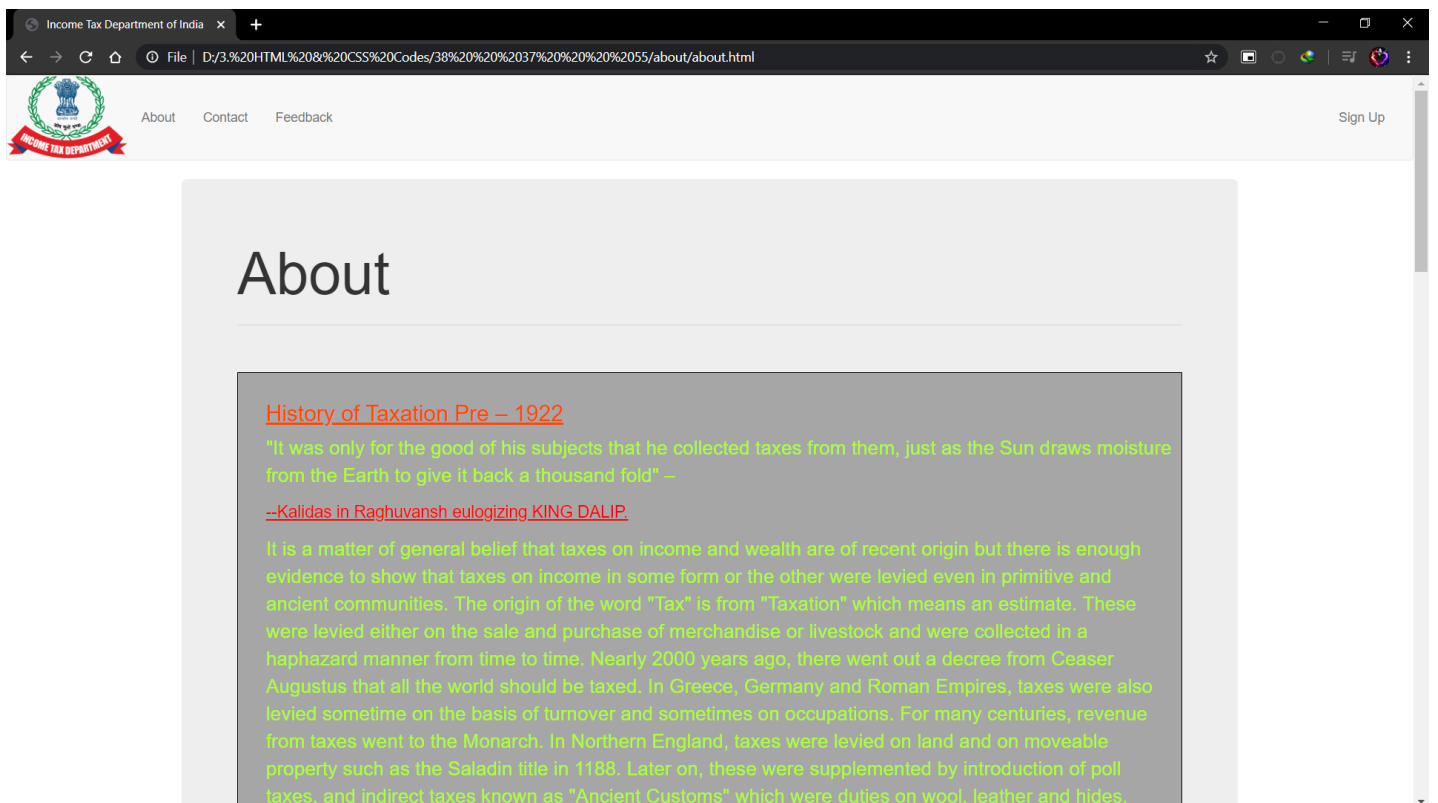 Income Tax Department of India
File | D:/3.%20HTML%20&%20CSS%20Codes/38%20%20%2037%20%20%20%2055/about/about.html
INCOME TAX DEPARTMENT
About Contact Feedback Sign Up
About
History of Taxation Pre – 1922
"It was only for the good of his subjects that he collected taxes from them, just as the Sun draws moisture
from the Earth to give it back a thousand fold" –
--Kalidas in Raghuvansh eulogizing KING DALIP.
It is a matter of general belief that taxes on income and wealth are of recent origin but there is enough
evidence to show that taxes on income in some form or the other were levied even in primitive and
ancient communities. The origin of the word "Tax" is from "Taxation" which means an estimate. These
were levied either on the sale and purchase of merchandise or livestock and were collected in a
haphazard manner from time to time. Nearly 2000 years ago, there went out a decree from Ceaser
Augustus that all the world should be taxed. In Greece, Germany and Roman Empires, taxes were also
levied sometime on the basis of turnover and sometimes on occupations. For many centuries, revenue
from taxes went to the Monarch. In Northern England, taxes were levied on land and on moveable
property such as the Saladin title in 1188. Later on, these were supplemented by introduction of poll
taxes, and indirect taxes known as "Ancient Customs" which were duties on wool, leather and hides.